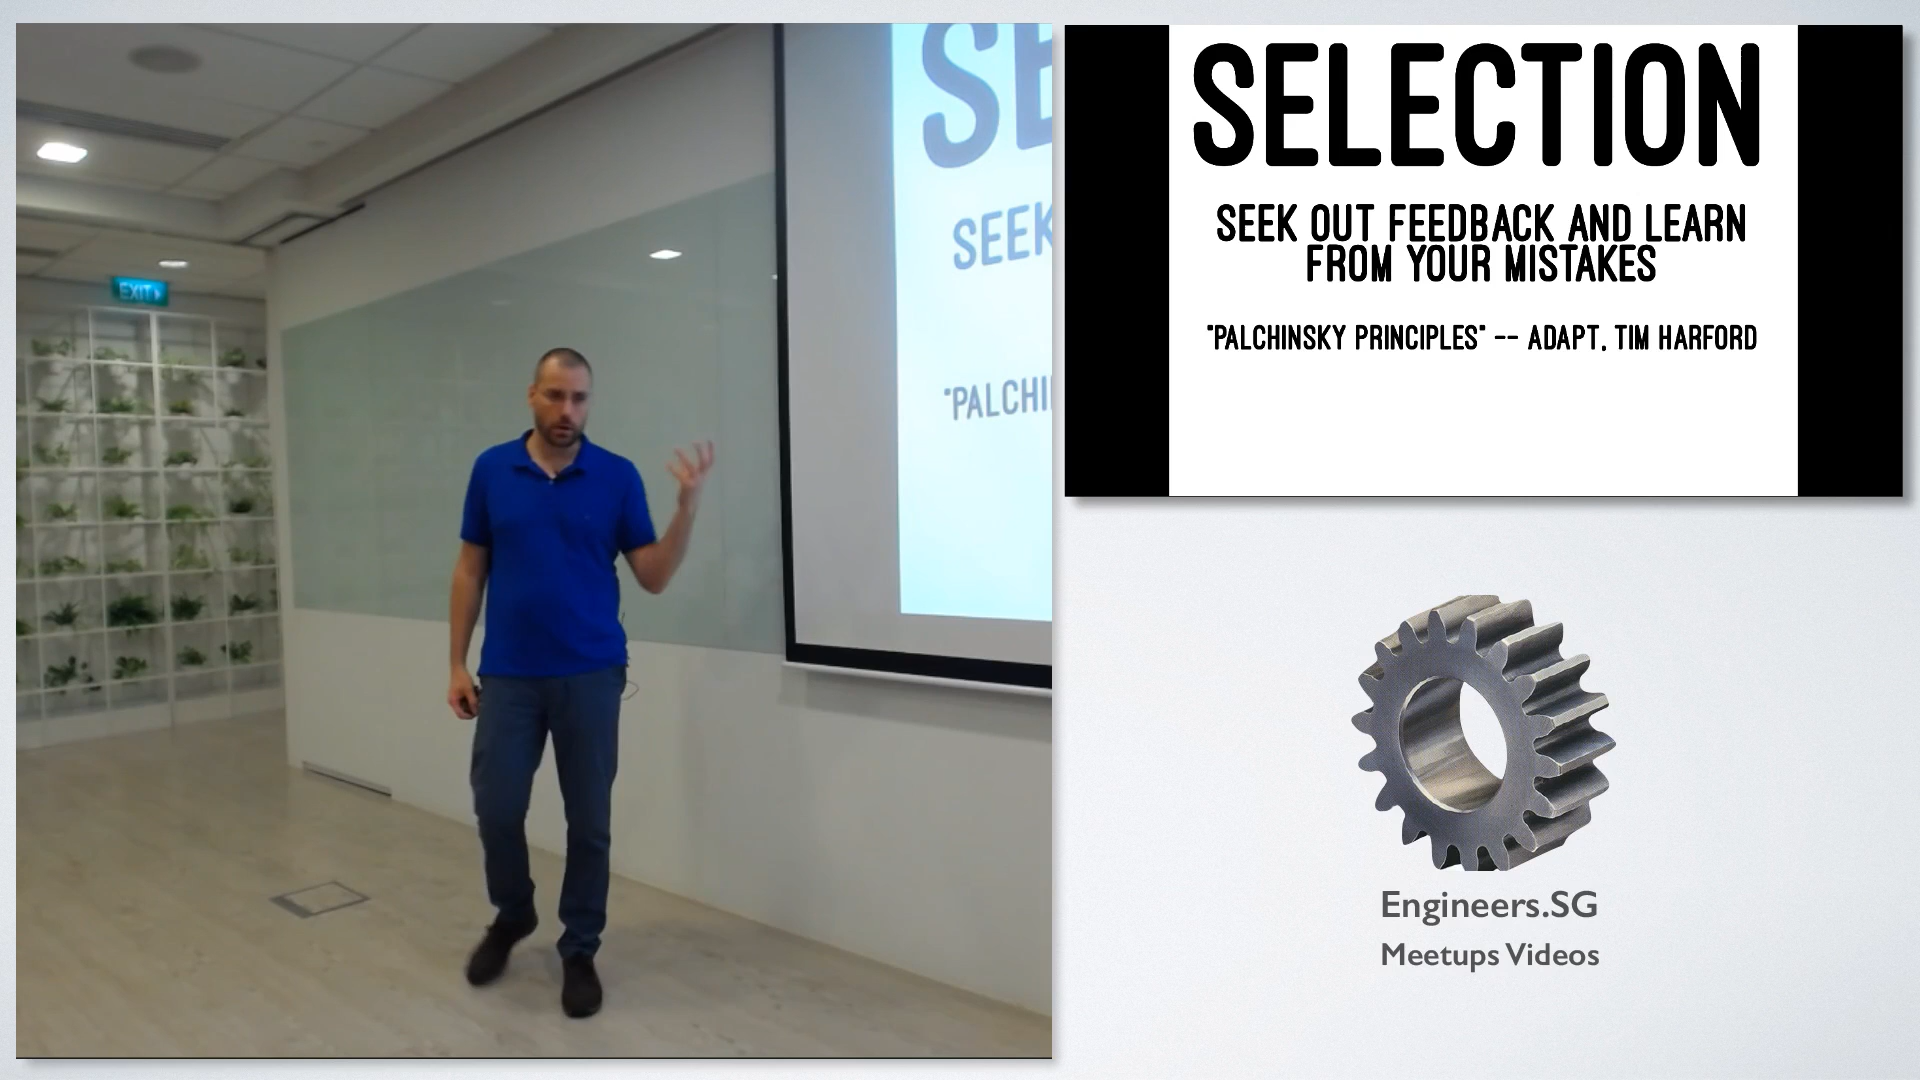 EXIT
SE
SEEK
"PALCHI
SELECTION
SEEK OUT FEEDBACK AND LEARN
FROM YOUR MISTAKES
"PALCHINSKY PRINCIPLES" -- ADAPT, TIM HARFORD
Engineers.SG
Meetups Videos